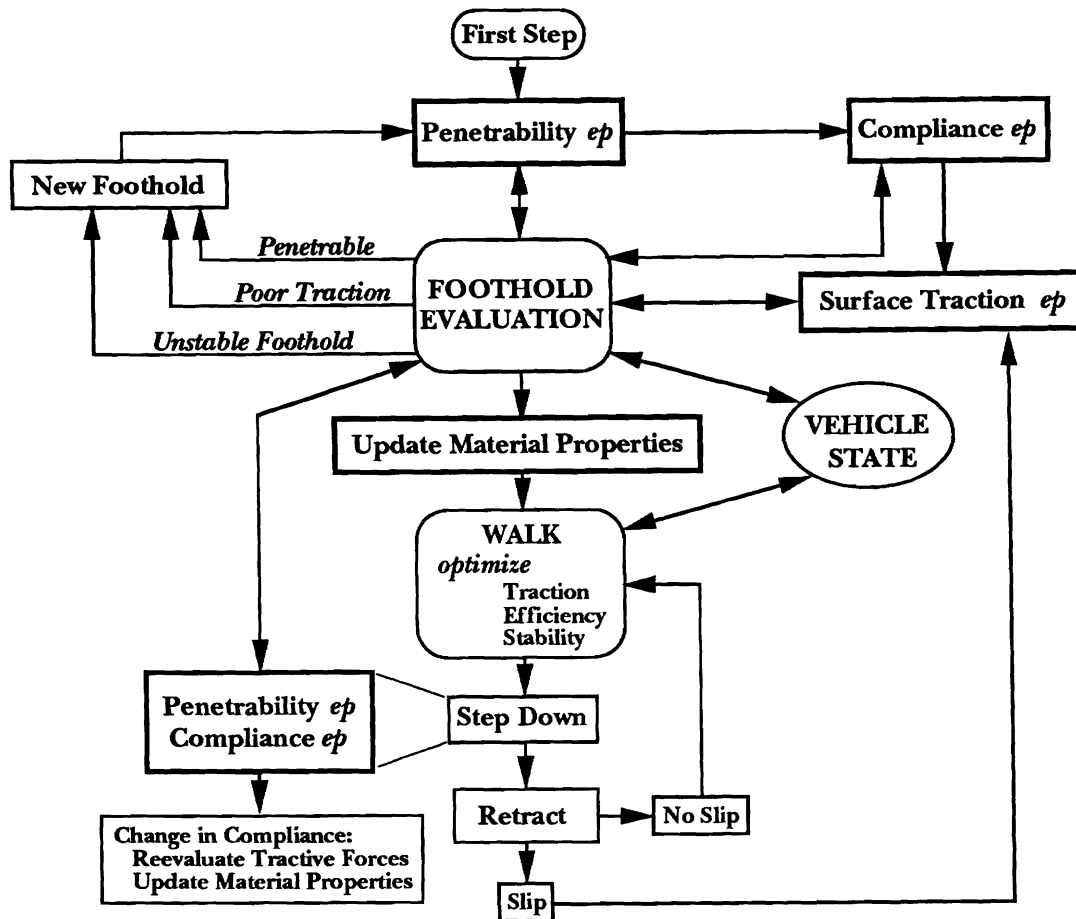 First Step
Penetrability ep
Compliance ep
New Foothold
Penetrable
Poor Traction
Unstable Foothold
FOOTHOLD
EVALUATION
Surface Traction ep
Update Material Properties
VEHICLE
STATE
WALK
optimize
Traction
Efficiency
Stability
Penetrability ep
Compliance ep
Step Down
Retract
No Slip
Change in Compliance:
Reevaluate Tractive Forces
Update Material Properties
Slip